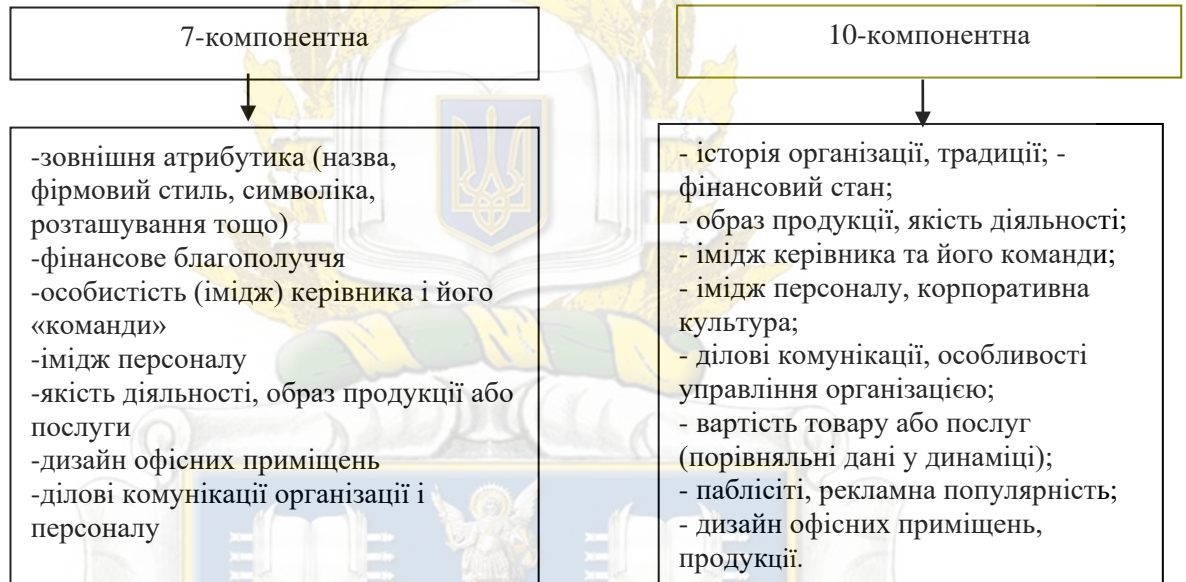 7-компонентна
-зовнішня атрибутика (назва,
фірмовий стиль, символіка,
розташування тощо)
-фінансове благополуччя
-особистість (імідж) керівника і його
«команди»
-імідж персоналу
-якість діяльності, образ продукції або
послуги
-дизайн офісних приміщень
-ділові комунікації організації і
персоналу
10-компонентна
- історія організації, традиції; -
фінансовий стан;
- образ продукції, якість діяльності;
- імідж керівника та його команди;
- імідж персоналу, корпоративна
культура;
- ділові комунікації, особливості
управління організацією;
- вартість товару або послуг
(порівняльні дані у динаміці);
- паблісіті, рекламна популярність;
- дизайн офісних приміщень,
продукції.